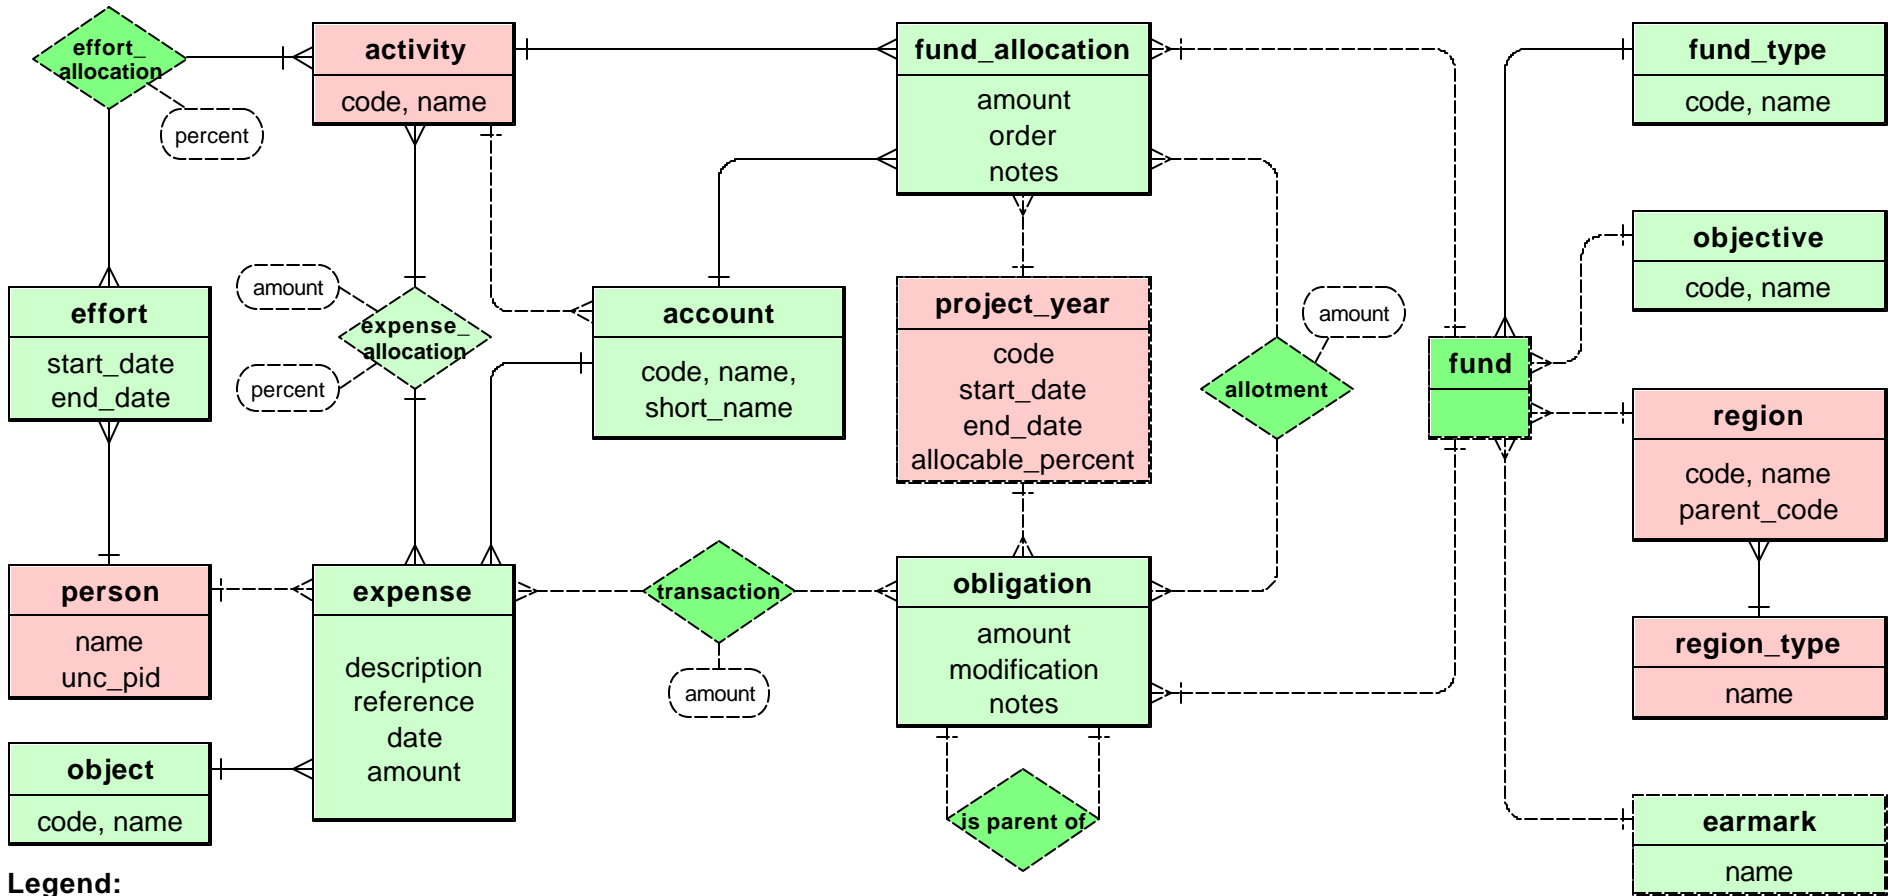 effort_
allocation
percent
activity
code, name
fund_allocation
amount
order
notes
fund_type
code, name
objective
code, name
effort
start_date
end_date
amount
expense_
allocation
percent
account
code, name,
short_name
project_year
code
start_date
end_date
allocable_percent
amount
allotment
fund
region
code, name
parent_code
person
name
unc_pid
expense
description
reference
date
amount
transaction
amount
obligation
amount
modification
notes
region_type
name
object
code, name
is parent of
earmark
name
Legend: